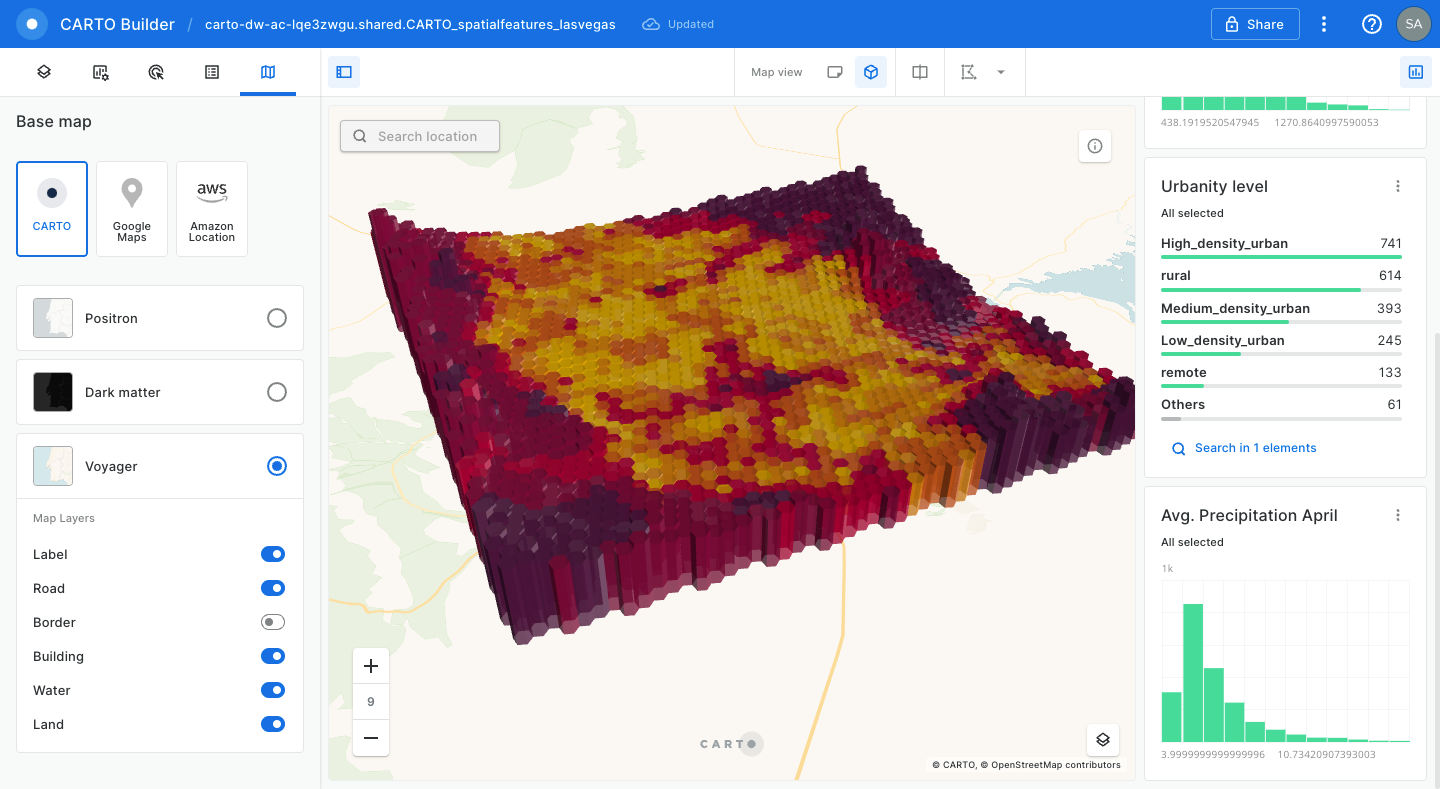 CARTO Builder / carto-dw-ac-lqe3zwgu.shared.CARTO_spatialfeatures_lasvegas Updated
Share
SA
Map view
Base map
CARTO
Google
Maps
aws
Amazon
Location
Positron
Dark matter
Voyager
Map Layers
Label
Road
Border
Building
Water
Land
Search location
9
CARTO
© CARTO, © OpenStreetMap contributors
438.1919520547945 1270.8640997590053
Urbanity level
All selected
High_density_urban 741
rural 614
Medium_density_urban 393
Low_density_urban 245
remote 133
Others 61
Search in 1 elements
Avg. Precipitation April
All selected
1k
3.9999999999999996 10.73420907393003